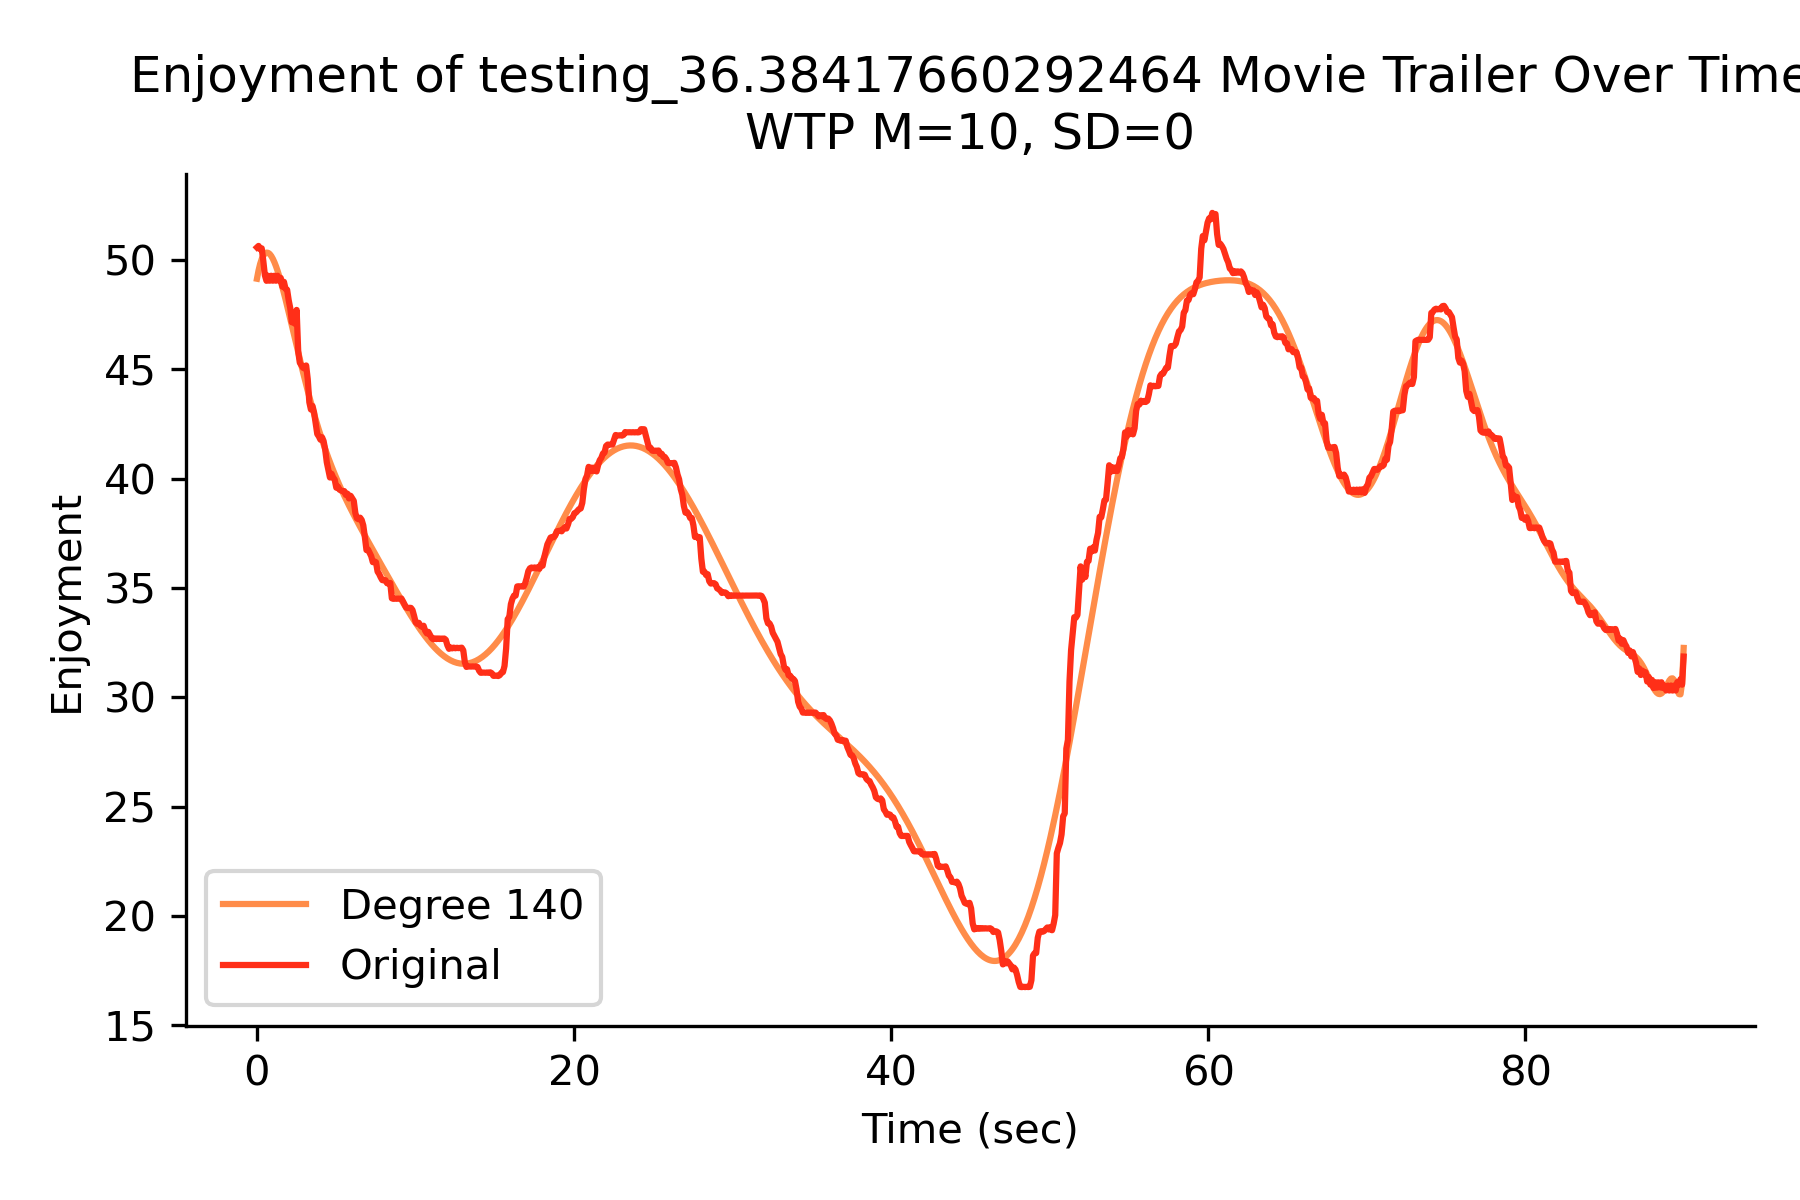 Enjoyment of testing_36.38417660292464 Movie Trailer Over Time
WTP M=10, SD=0
Enjoyment
50
45
40
35
30
25
20
15
Degree 140
Original
0 20 40 60 80
Time (sec)